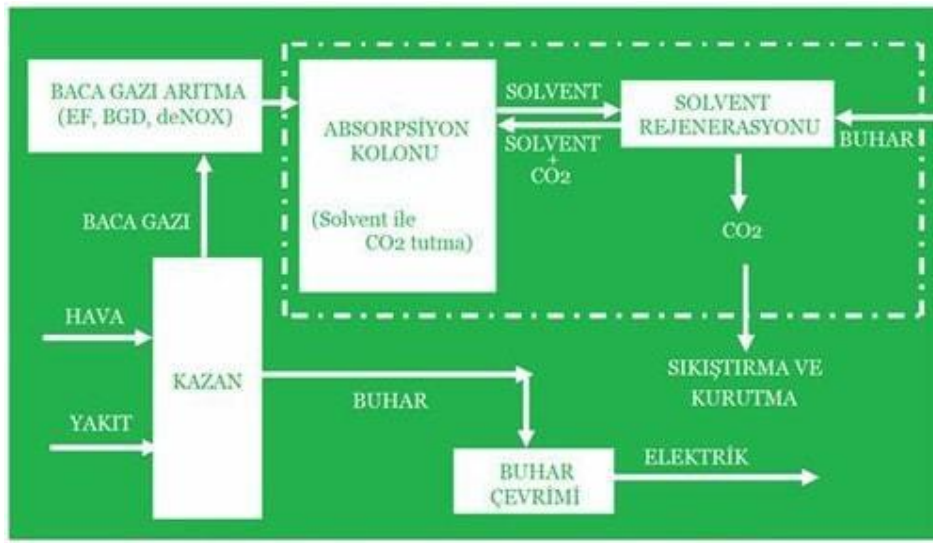 BACA GAZI ARITMA
(EF, BGD, deNOX)
ABSORPSİYON
KOLONU
(Solvent ile
CO2 tutma)
SOLVENT
SOLVENT
+
CO2
SOLVENT
REJENERASYONU
BUHAR
CO2
BACA GAZI
HAVA
KAZAN
YAKIT
BUHAR
SIKIŞTIRMA VE
KURUTMA
BUHAR
ÇEVRİMİ
ELEKTRİK